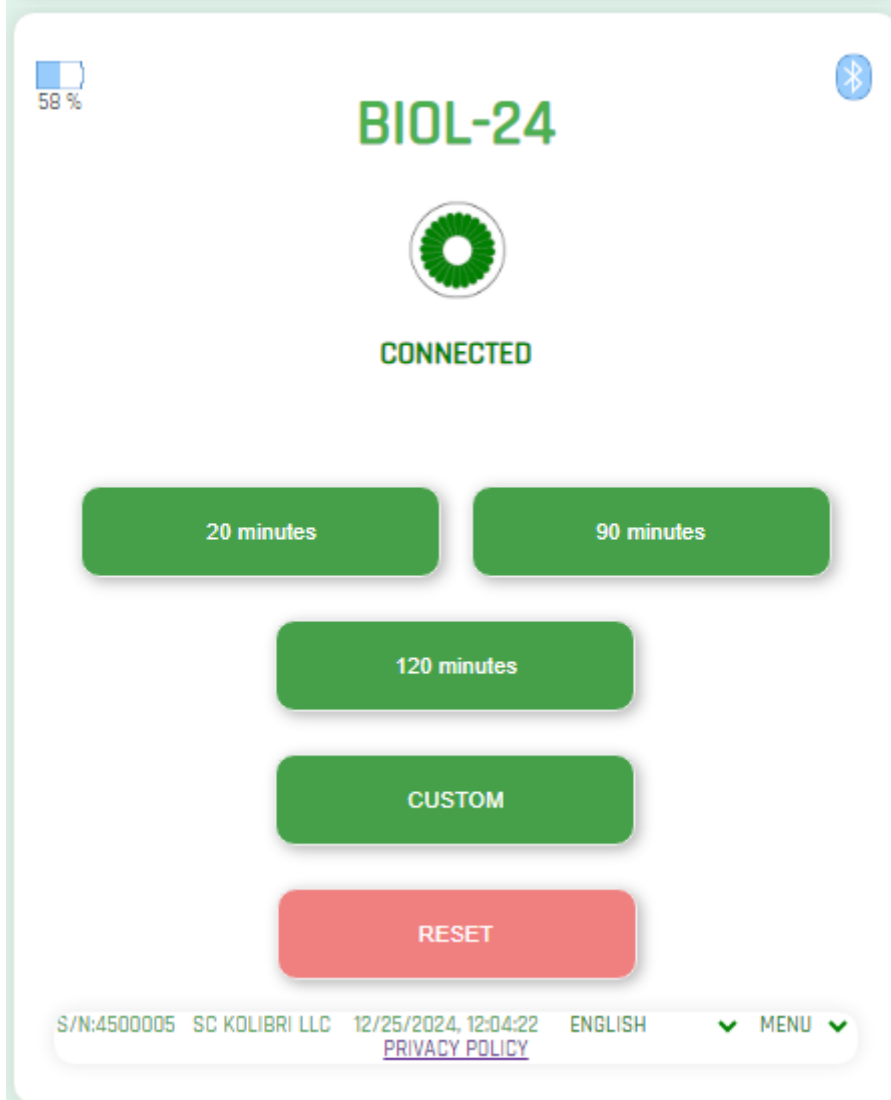 58 %
BIOL-24
CONNECTED
20 minutes
90 minutes
120 minutes
CUSTOM
RESET
S/N:4500005 SC KOLIBRI LLC 12/25/2024, 12:04:22 ENGLISH MENU
PRIVACY POLICY